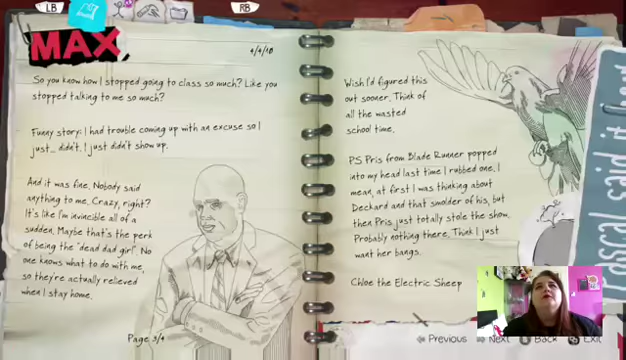 LB
RB
MAX
4/4/10
So you know how I stopped going to class so much? Like you
stopped talking to me so much?
Funny story: I had trouble coming up with an excuse so I
just... didn't. I just didn't show up.
And it was fine. Nobody said
anything to me. Crazy, right?
It's like I'm invincible all of a
sudden. Maybe that's the perk
of being the "dead dad girl". No
one knows what to do with me,
so they're actually relieved
when I stay home.
Page 3/4
Wish I'd figured this
out sooner. Think of
all the wasted
school time.
PS Pris from Blade Runner popped
into my head last time I rubbed one. I
mean, at first I was thinking about
Deckard and that smolder of his, but
then Pris just totally stole the show.
Probably nothing there. Think I just
want her bangs.
Chloe the Electric Sheep
Previous
Next
Back
Exit